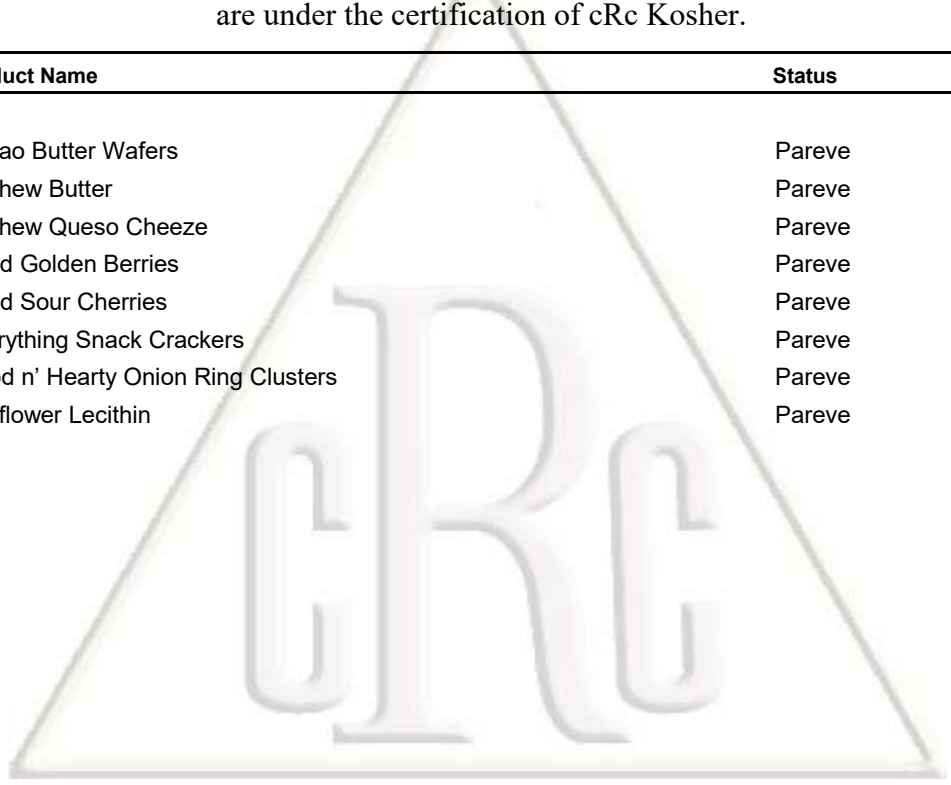 are under the certification of cRc Kosher.
duct Name Status
ao Butter Wafers Pareve
hew Butter Pareve
hew Queso Cheeze Pareve
d Golden Berries Pareve
d Sour Cherries Pareve
rything Snack Crackers Pareve
d n’ Hearty Onion Ring Clusters Pareve
flower Lecithin Pareve
cRc